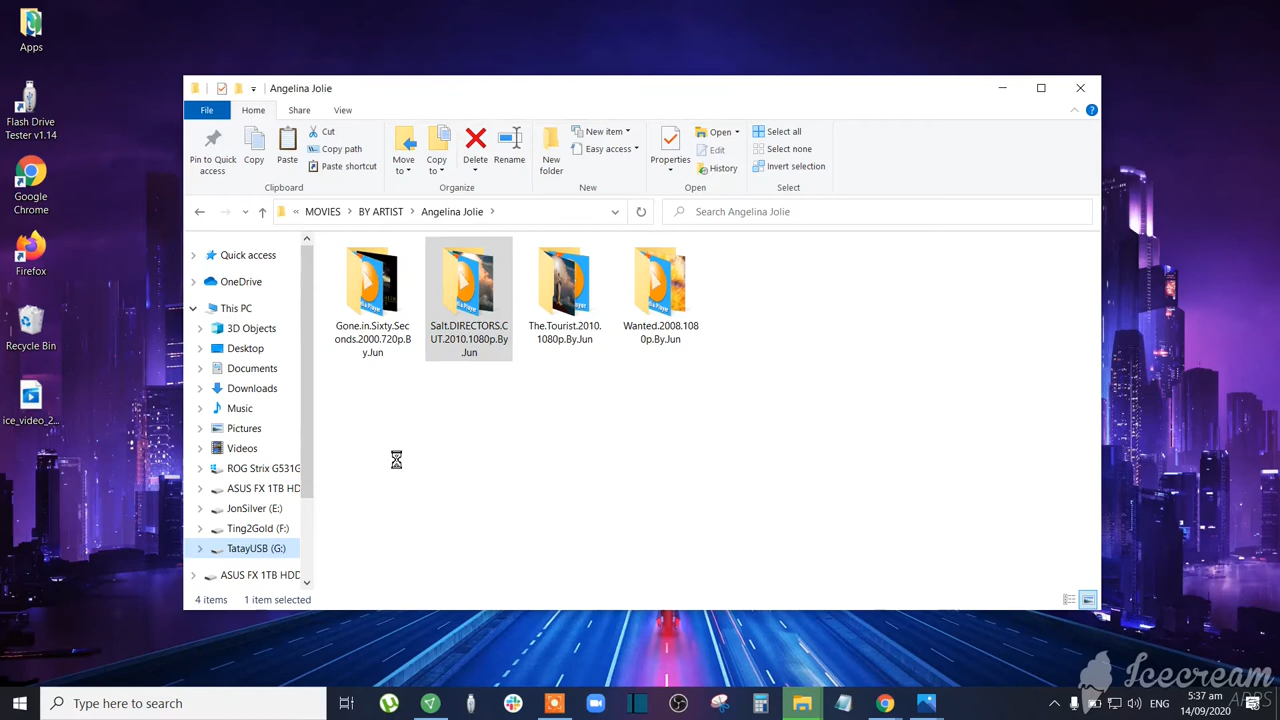 Apps
Flash Drive
Tester v1.14
Google
Chrome
Firefox
Recycle Bin
ice_video_2...
Angelina Jolie
File
Home
Share
View
Pin to Quick
access
Copy
Paste
Cut
Copy path
Paste shortcut
Clipboard
Move
to
Copy
to
Delete
Rename
Organize
New
folder
New item
Easy access
New
Properties
Open
Edit
History
Open
Select all
Select none
Invert selection
Select
« MOVIES > BY ARTIST > Angelina Jolie >
Search Angelina Jolie
Quick access
OneDrive
This PC
3D Objects
Desktop
Documents
Downloads
Music
Pictures
Videos
ROG Strix G531G
ASUS FX 1TB HD
JonSilver (E:)
Ting2Gold (F:)
TatayUSB (G:)
ASUS FX 1TB HDD
Gone.in.Sixty.Sec
onds.2000.720p.B
y.Jun
Salt.DIRECTORS.C
UT.2010.1080p.By
.Jun
The.Tourist.2010.
1080p.By.Jun
Wanted.2008.108
0p.By.Jun
4 items
1 item selected
Type here to search
ENG
5:37 am
14/09/2020
Icecream
APPS